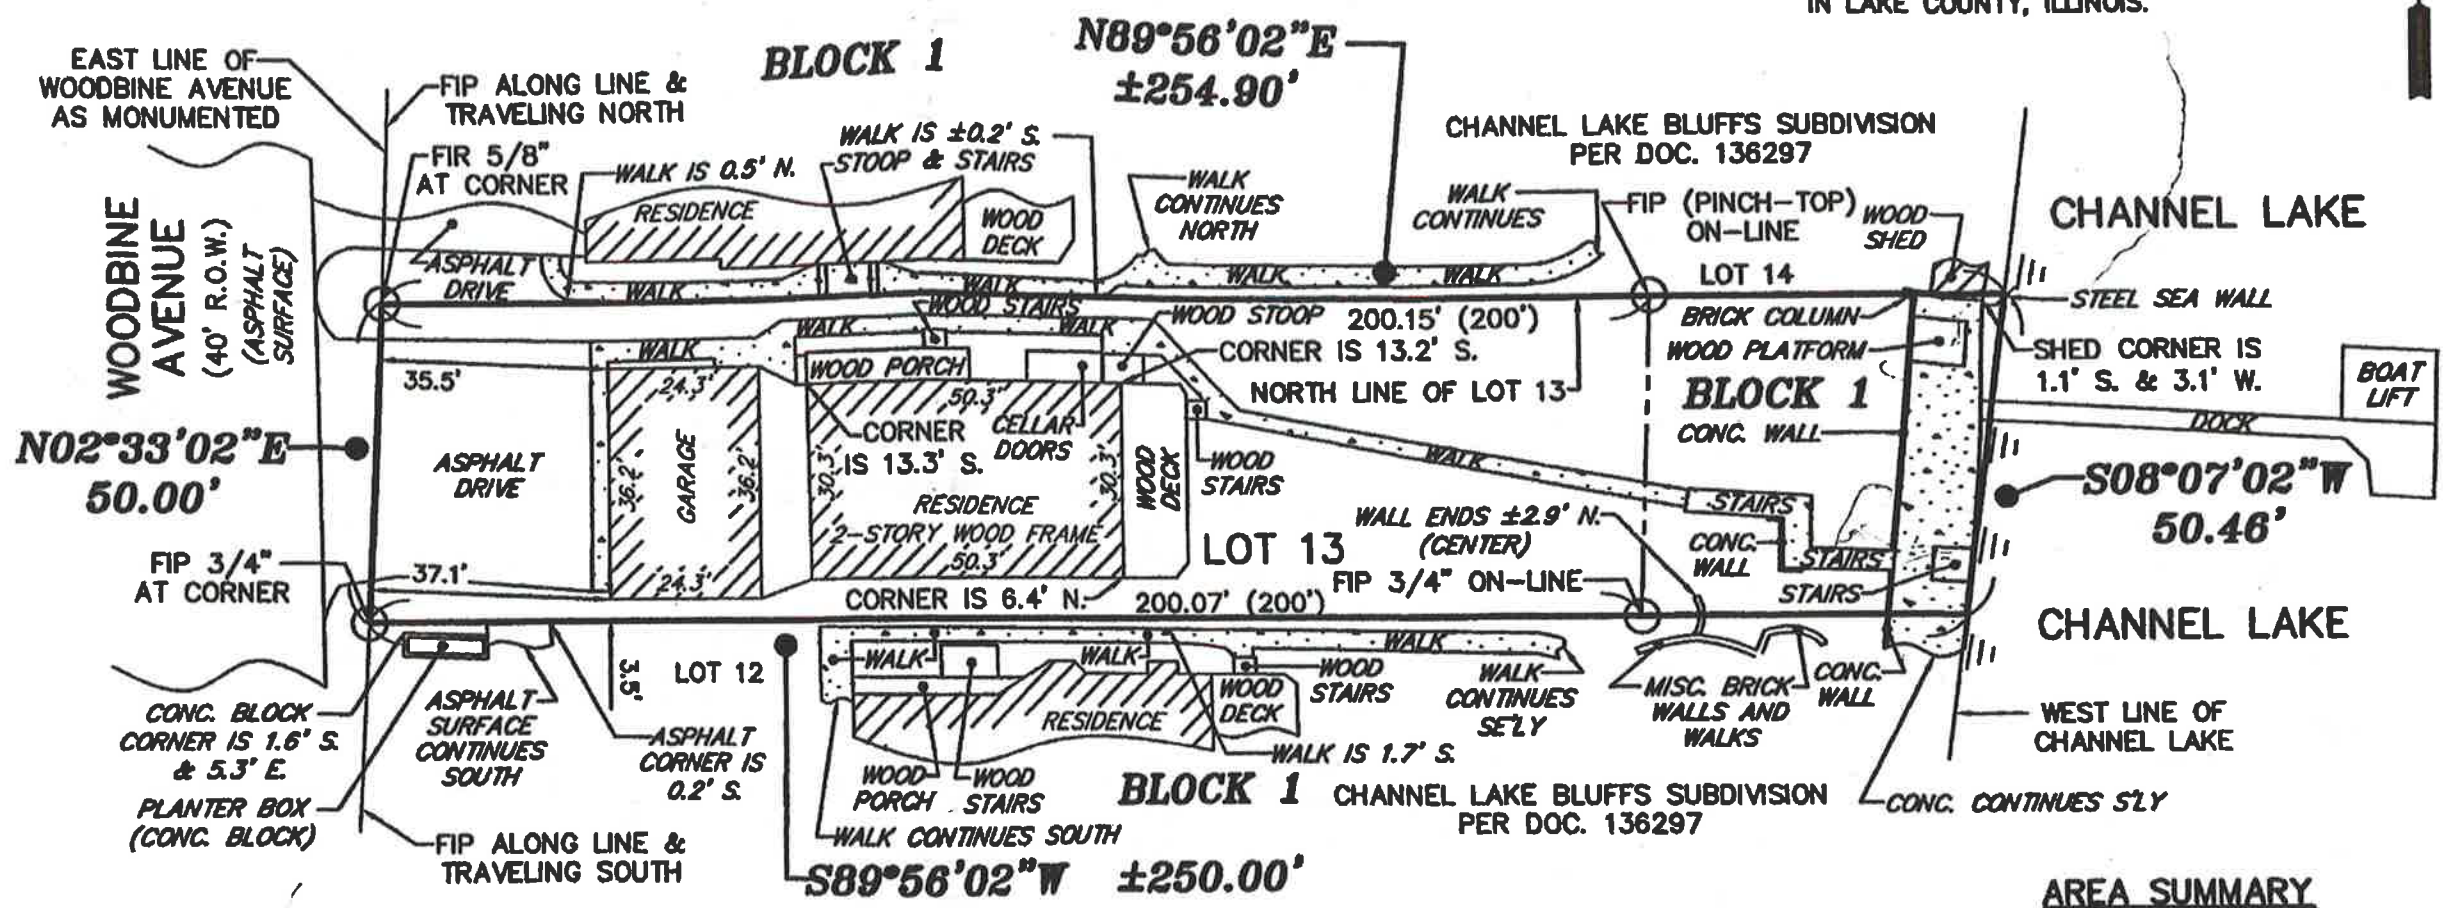 IN LAKE COUNTY, ILLINOIS.
EAST LINE OF
WOODBINE AVENUE
AS MONUMENTED
FIP ALONG LINE &
TRAVELING NORTH
BLOCK 1
N89°56'02"E
±254.90'
CHANNEL LAKE BLUFFS SUBDIVISION
PER DOC. 136297
FIR 5/8"
AT CORNER
WALK IS 0.5' N.
WALK IS ±0.2' S.
STOOP & STAIRS
WALK
CONTINUES
NORTH
WALK
CONTINUES
FIP (PINCH-TOP)
ON-LINE
WOOD
SHED
CHANNEL LAKE
WOODBINE
AVENUE
(40' R.O.W.)
(ASPHALT
SURFACE)
RESIDENCE
WOOD
DECK
ASPHALT
DRIVE
WALK
WALK
WALK
WALK
LOT 14
STEEL SEA WALL
WOOD STAIRS
WALK
WALK
WOOD STOOP
200.15' (200')
BRICK COLUMN
WALK
35.5'
WOOD PORCH
CORNER IS 13.2' S.
WOOD PLATFORM
SHED CORNER IS
1.1' S. & 3.1' W.
24.3'
50.3'
NORTH LINE OF LOT 13
BLOCK 1
BOAT
LIFT
N02°33'02"E
50.00'
ASPHALT
DRIVE
GARAGE
36.2'
36.2'
CORNER
IS 13.3' S.
CELLAR
DOORS
30.3'
30.3'
WOOD
DECK
WOOD
STAIRS
WALK
CONC. WALL
DOCK
RESIDENCE
2-STORY WOOD FRAME
50.3'
STAIRS
S08°07'02"W
50.46'
WALL ENDS ±2.9' N.
(CENTER)
LOT 13
CONC.
WALL
STAIRS
FIP 3/4"
AT CORNER
37.1'
24.3'
CORNER IS 6.4' N.
200.07' (200')
FIP 3/4" ON-LINE
STAIRS
CHANNEL LAKE
3.5'
LOT 12
WALK
WALK
WALK
WOOD
STAIRS
WALK
CONTINUES
SE'LY
MISC. BRICK
WALLS AND
WALKS
CONC.
WALL
CONC. BLOCK
CORNER IS 1.6' S.
& 5.3' E.
ASPHALT
SURFACE
CONTINUES
SOUTH
ASPHALT
CORNER IS
0.2' S.
RESIDENCE
WOOD
DECK
WEST LINE OF
CHANNEL LAKE
WALK IS 1.7' S.
PLANTER BOX
(CONC. BLOCK)
WOOD
PORCH
WOOD
STAIRS
BLOCK 1
CHANNEL LAKE BLUFFS SUBDIVISION
PER DOC. 136297
CONC. CONTINUES S'LY
FIP ALONG LINE &
TRAVELING SOUTH
WALK CONTINUES SOUTH
S89°56'02"W ±250.00'
AREA SUMMARY